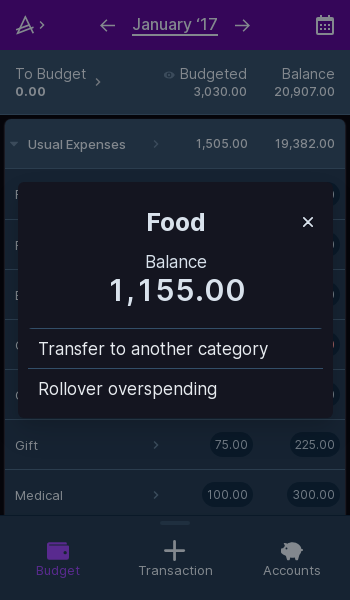 January ‘17
To Budget
Budgeted
Balance
0.00
3,030.00
20,907.00
Usual Expenses
1,505.00
19,382.00
Food
Balance
1,155.00
Transfer to another category
Rollover overspending
Gift
75.00
225.00
Medical
100.00
300.00
Budget
Transaction
Accounts